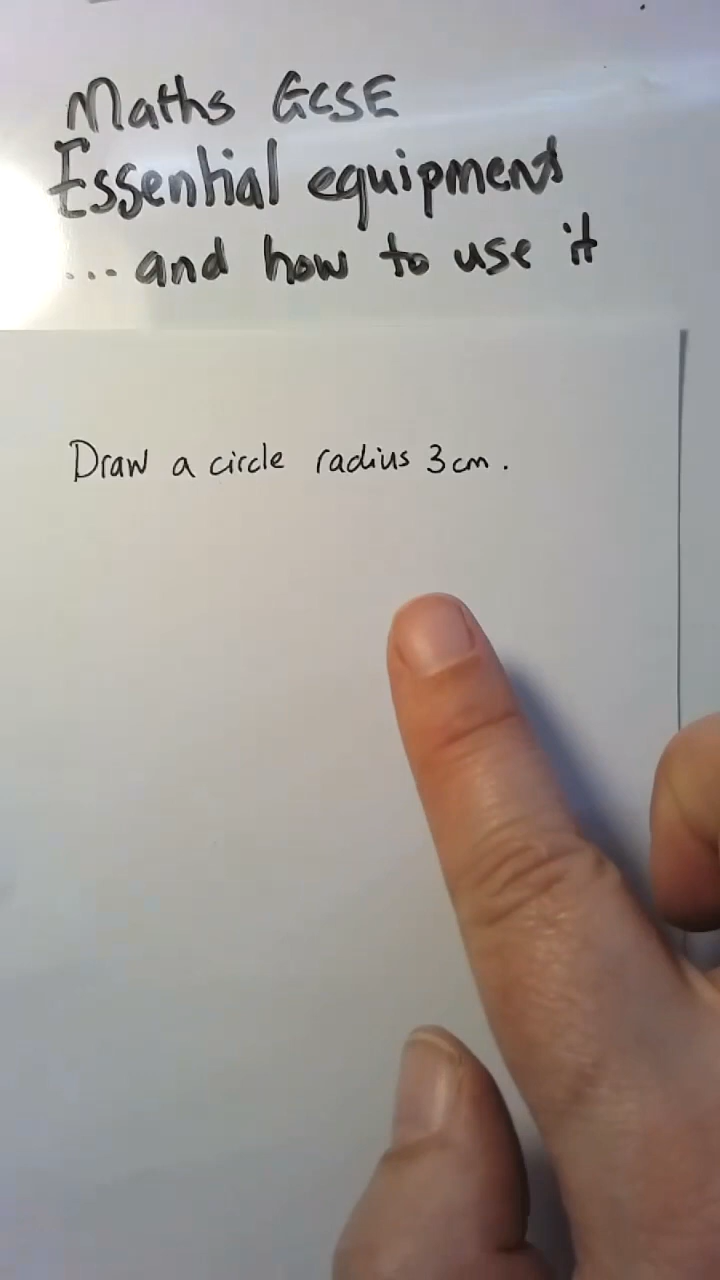 Maths GCSE
Essential equipment
... and how to use it
Draw a circle radius 3cm.